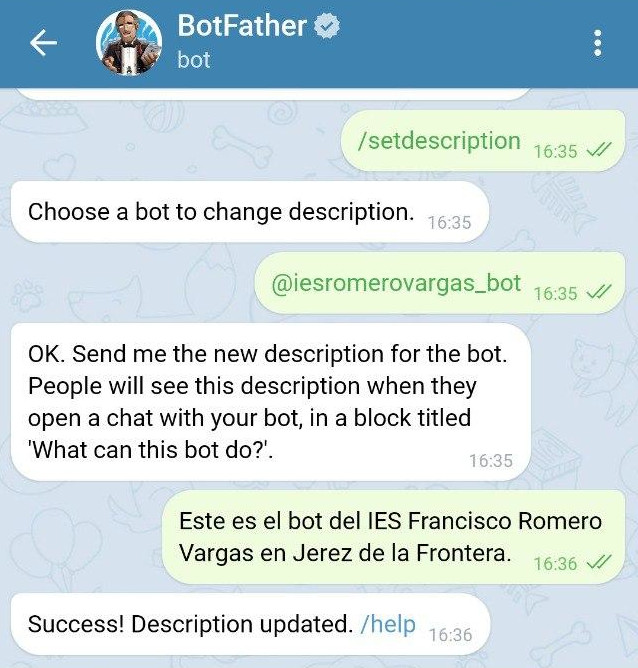 BotFather
bot
/setdescription 16:35
Choose a bot to change description. 16:35
@iesromerovargas_bot 16:35
OK. Send me the new description for the bot.
People will see this description when they
open a chat with your bot, in a block titled
'What can this bot do?'.
16:35
Este es el bot del IES Francisco Romero
Vargas en Jerez de la Frontera. 16:36
Success! Description updated. /help 16:36